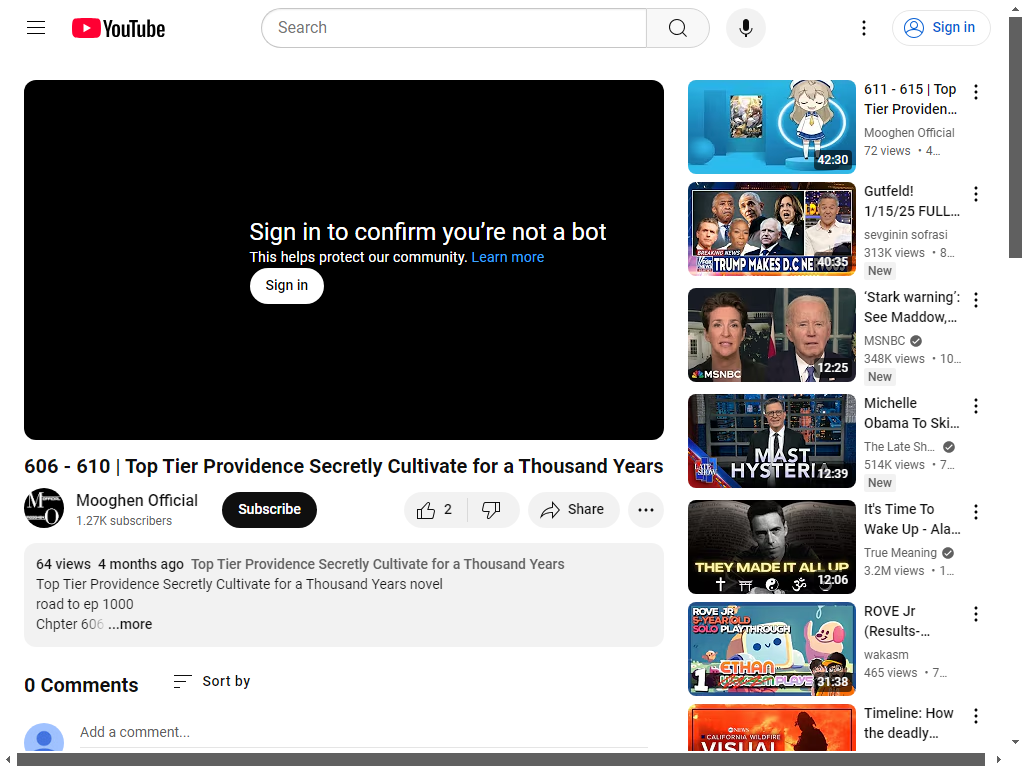 YouTube
Search
Sign in
Sign in to confirm you’re not a bot
This helps protect our community. Learn more
Sign in
606 - 610 | Top Tier Providence Secretly Cultivate for a Thousand Years
Mooghen Official
1.27K subscribers
Subscribe
2
Share
64 views 4 months ago Top Tier Providence Secretly Cultivate for a Thousand Years
Top Tier Providence Secretly Cultivate for a Thousand Years novel
road to ep 1000
Chpter 606 ...more
0 Comments
Sort by
Add a comment...
42:30
611 - 615 | Top
Tier Providen...
Mooghen Official
72 views • 4...
BREAKING NEWS
TRUMP MAKES D.C NERVOUS
40:35
Gutfeld!
1/15/25 FULL...
sevginin sofrasi
313K views • 8...
New
MSNBC
12:25
‘Stark warning’:
See Maddow,...
MSNBC
348K views • 10...
New
LATE SHOW
MAST
HYSTERI
12:39
Michelle
Obama To Ski...
The Late Sh...
514K views • 7...
New
THEY MADE IT ALL UP
12:06
It's Time To
Wake Up - Ala...
True Meaning
3.2M views • 1...
ROVE JR
5-YEAR OLD
SOLO PLAYTHROUGH
ETHAN
WAKASM PLAYS
1
31:38
ROVE Jr
(Results-...
wakasm
465 views • 7...
NEWS
CALIFORNIA WILDFIRE
VISUAL
Timeline: How
the deadly...